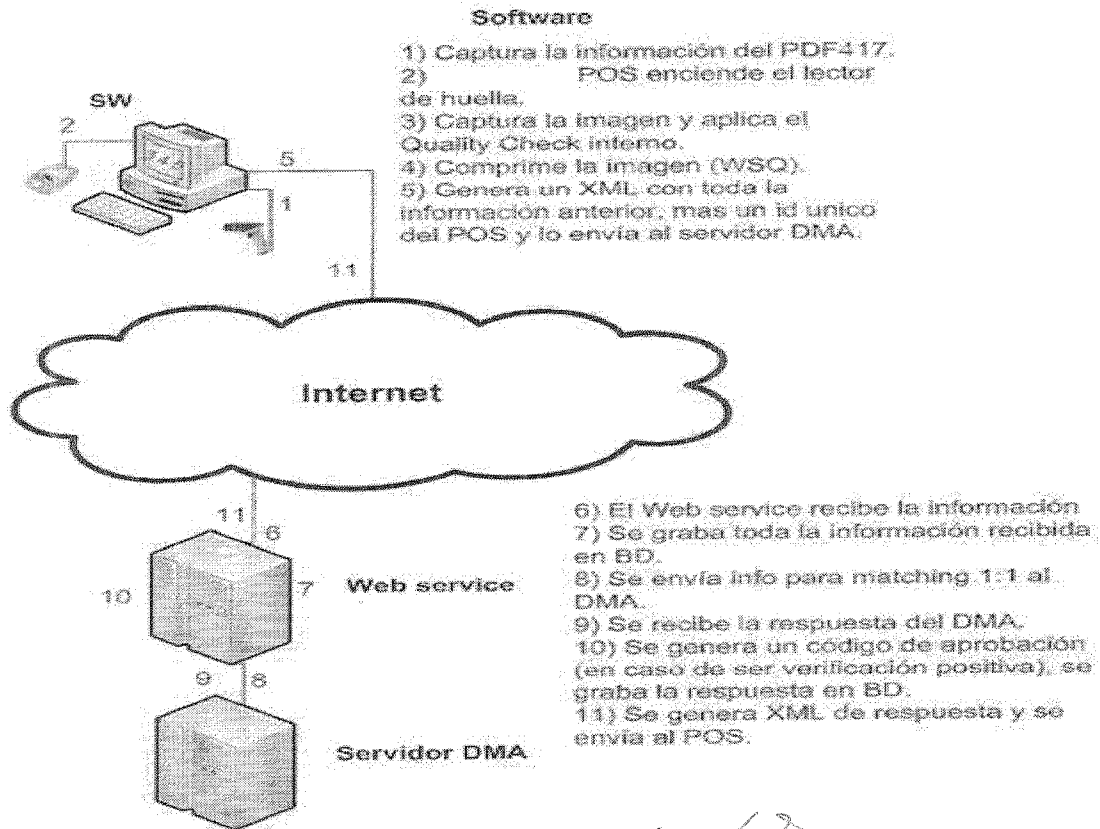 Software
1) Captura la información del PDF417.
2) POS enciende el lector
de huella.
3) Captura la imagen y aplica el
Quality Check interno.
4) Comprime la imagen (WSQ).
5) Genera un XML con toda la
información anterior, mas un id unico
del POS y lo envía al servidor DMA.
SW
2
3 4 5
5
1
11
Internet
11
6
10
7
Web service
9
8
Servidor DMA
6) El Web service recibe la información
7) Se graba toda la información recibida
en BD.
8) Se envía info para matching 1:1 al
DMA.
9) Se recibe la respuesta del DMA.
10) Se genera un código de aprobación
(en caso de ser verificación positiva), se
graba la respuesta en BD.
11) Se genera XML de respuesta y se
envía al POS.